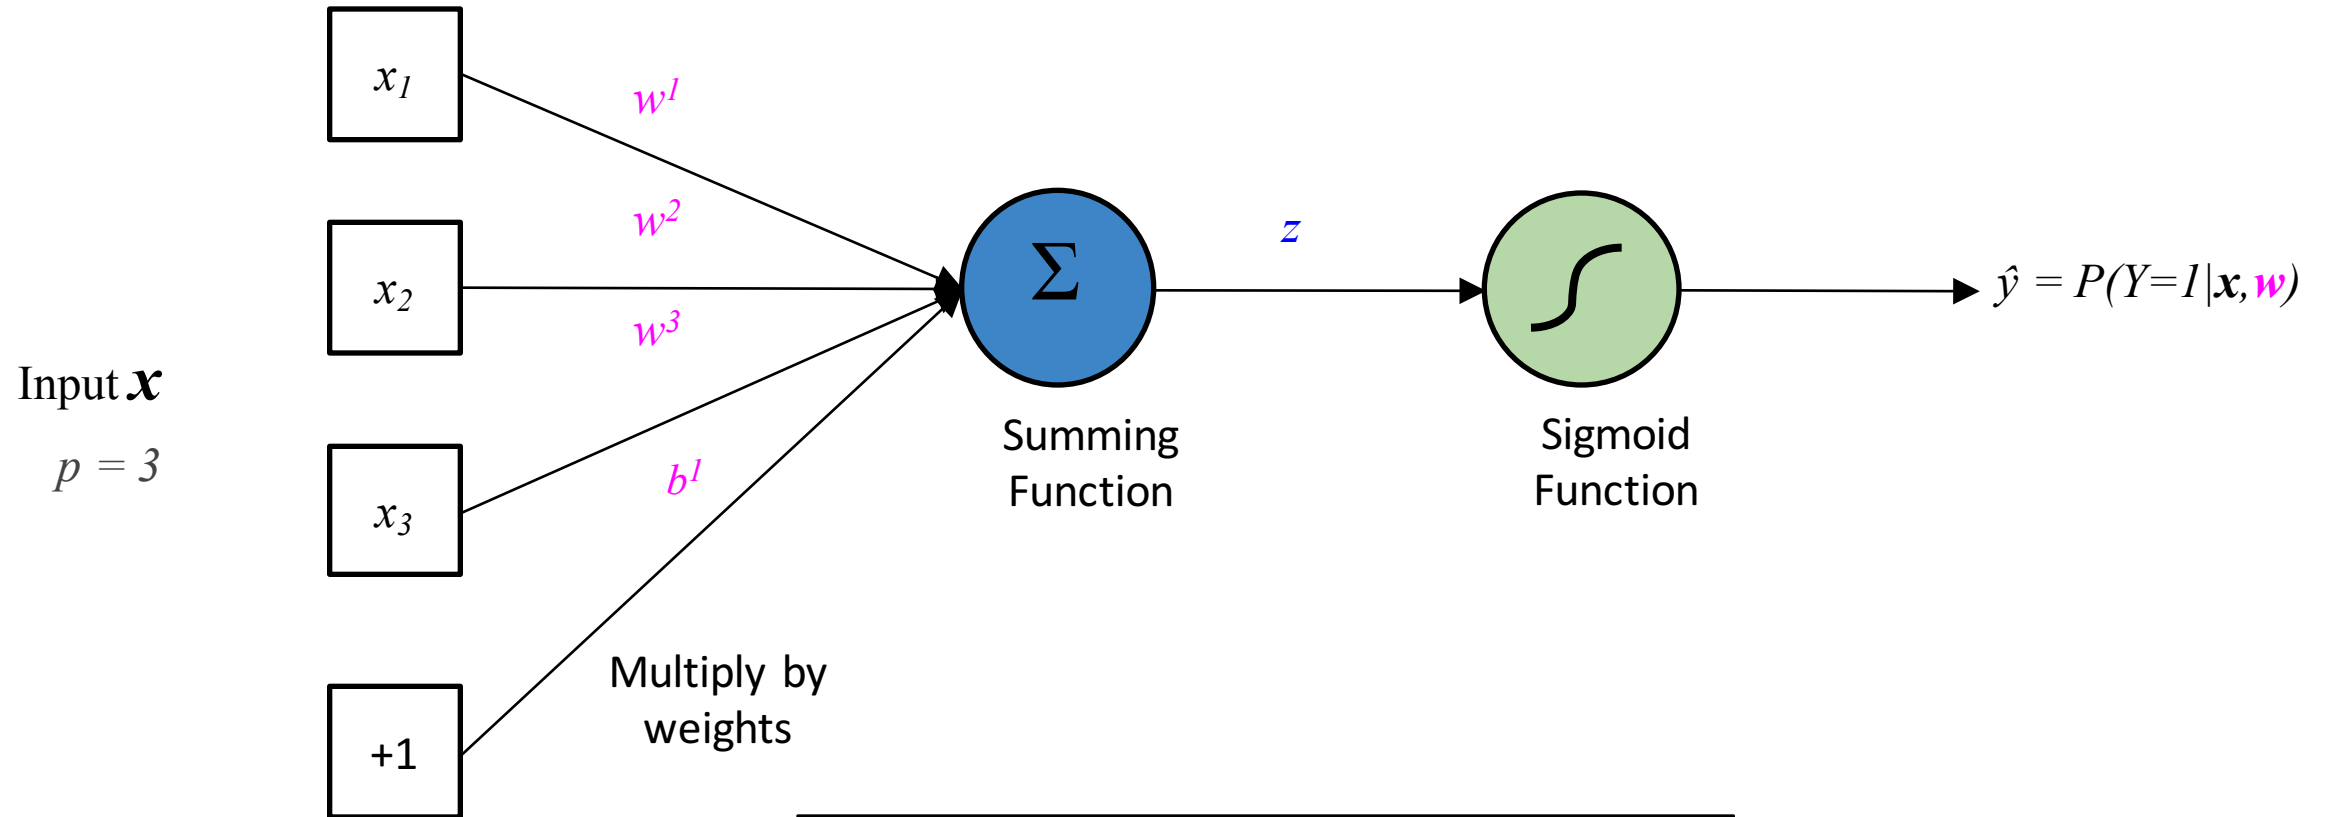 x₁
w¹
w²
x₂
z
Σ
ŷ = P(Y=1|x,w)
w³
Input x
p = 3
x₃
b¹
Summing
Function
Sigmoid
Function
Multiply by
weights
+1